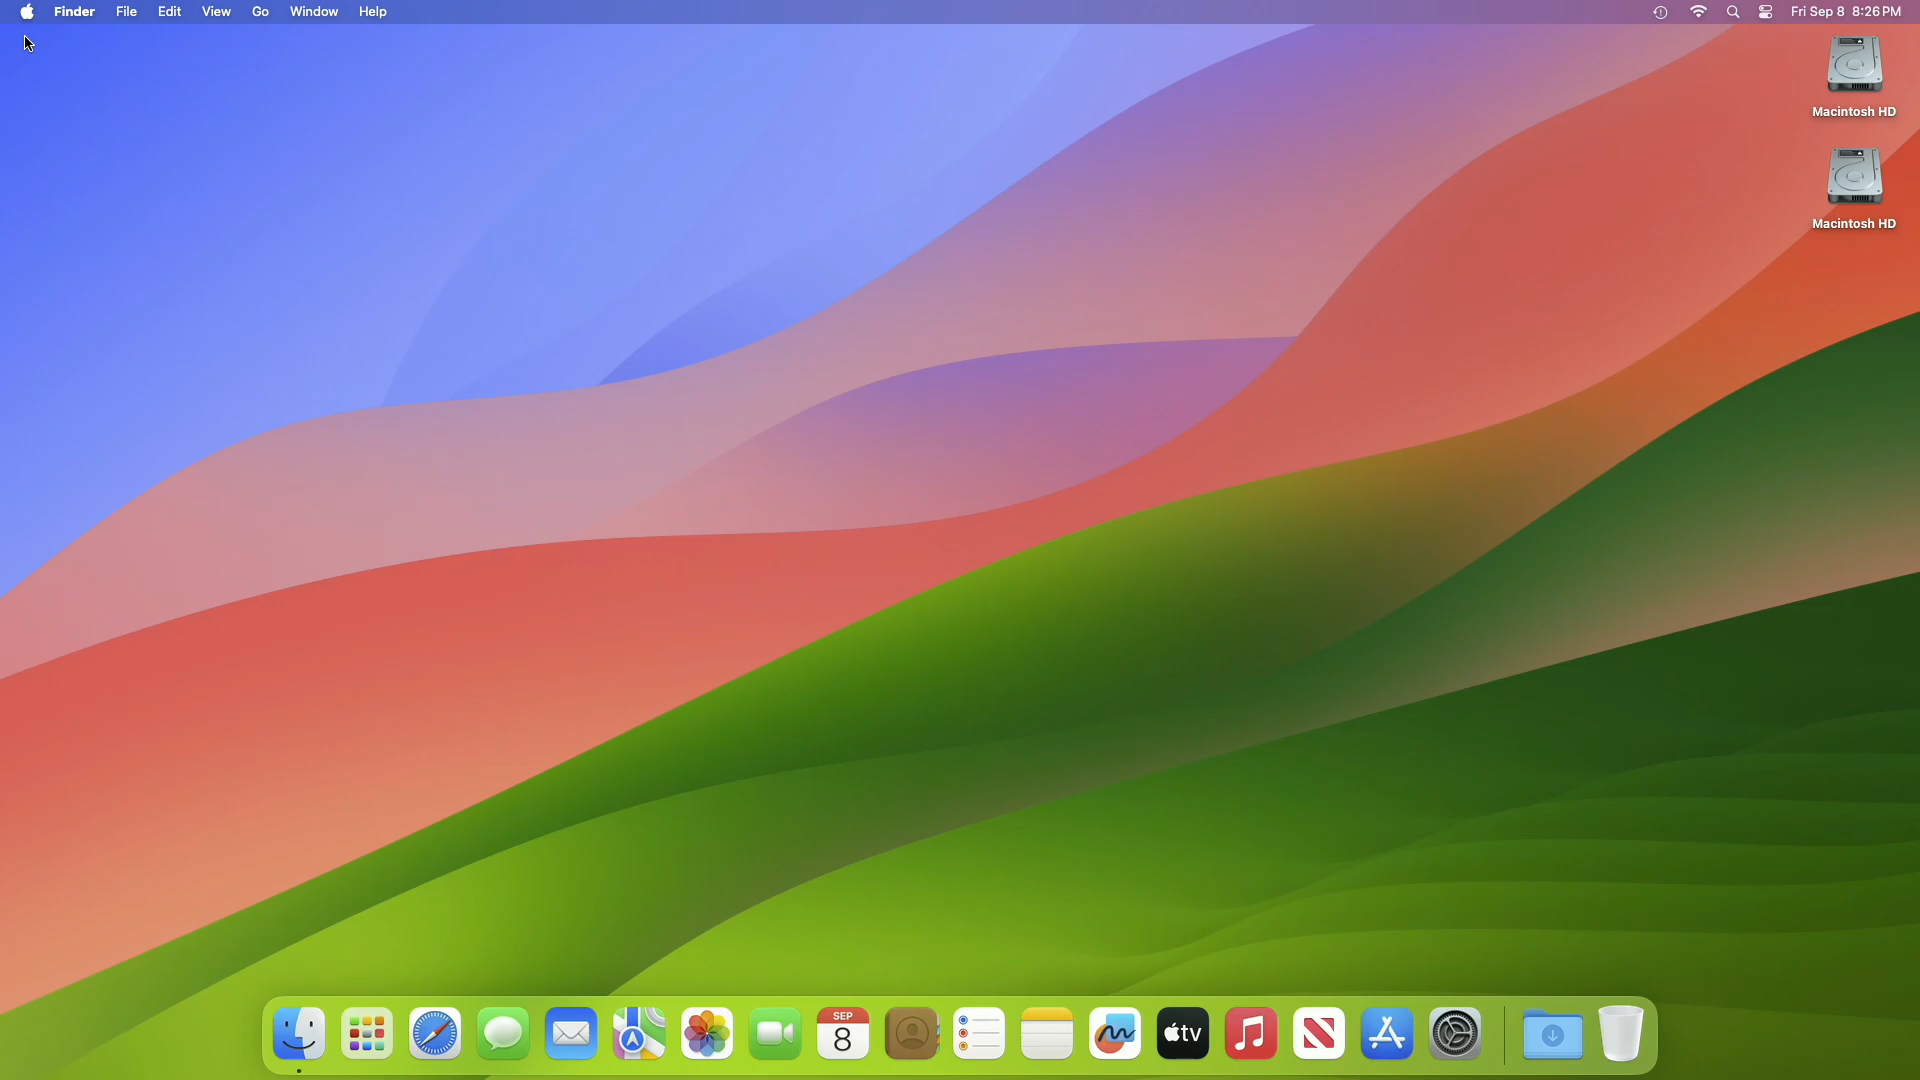 Finder File Edit View Go Window Help Fri Sep 8 8:26 PM
Macintosh HD
Macintosh HD
SEP
8
tv